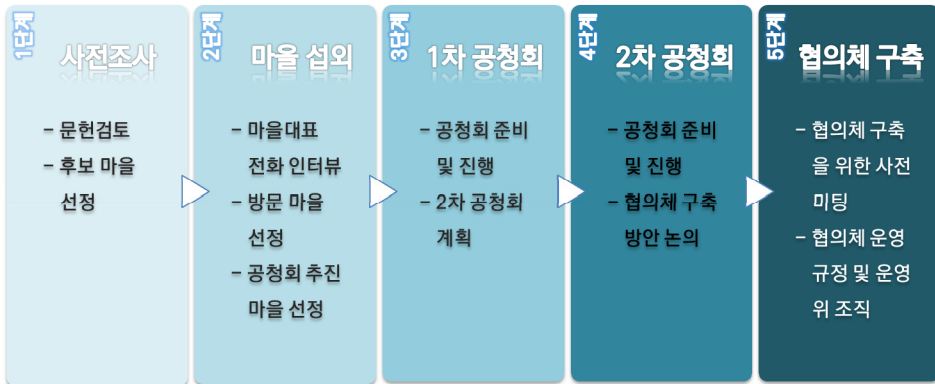 1단계
사전조사
- 문헌검토
- 후보 마을
선정
2단계
마을 섭외
- 마을대표
전화 인터뷰
- 방문 마을
선정
- 공청회 추진
마을 선정
3단계
1차 공청회
- 공청회 준비
및 진행
- 2차 공청회
계획
4단계
2차 공청회
- 공청회 준비
및 진행
- 협의체 구축
방안 논의
5단계
협의체 구축
- 협의체 구축
을 위한 사전
미팅
- 협의체 운영
규정 및 운영
위 조직